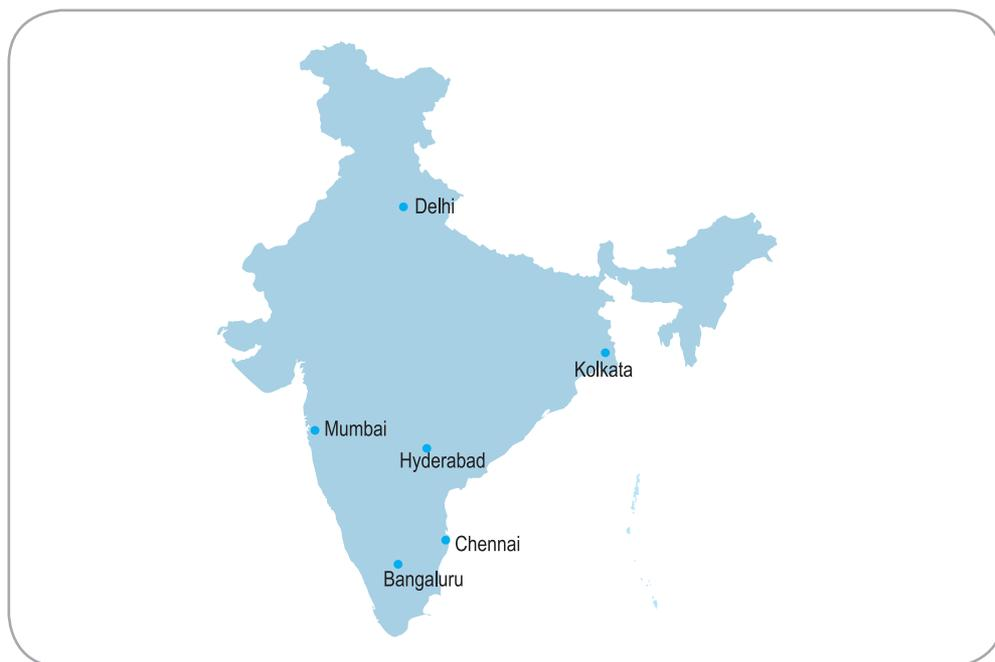 Delhi
Kolkata
Mumbai
Hyderabad
Chennai
Bangaluru